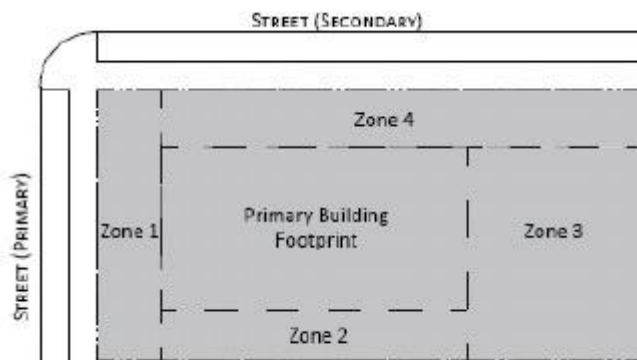 STREET (SECONDARY)
Zone 4
STREET (PRIMARY)
Zone 1
Primary Building
Footprint
Zone 3
Zone 2